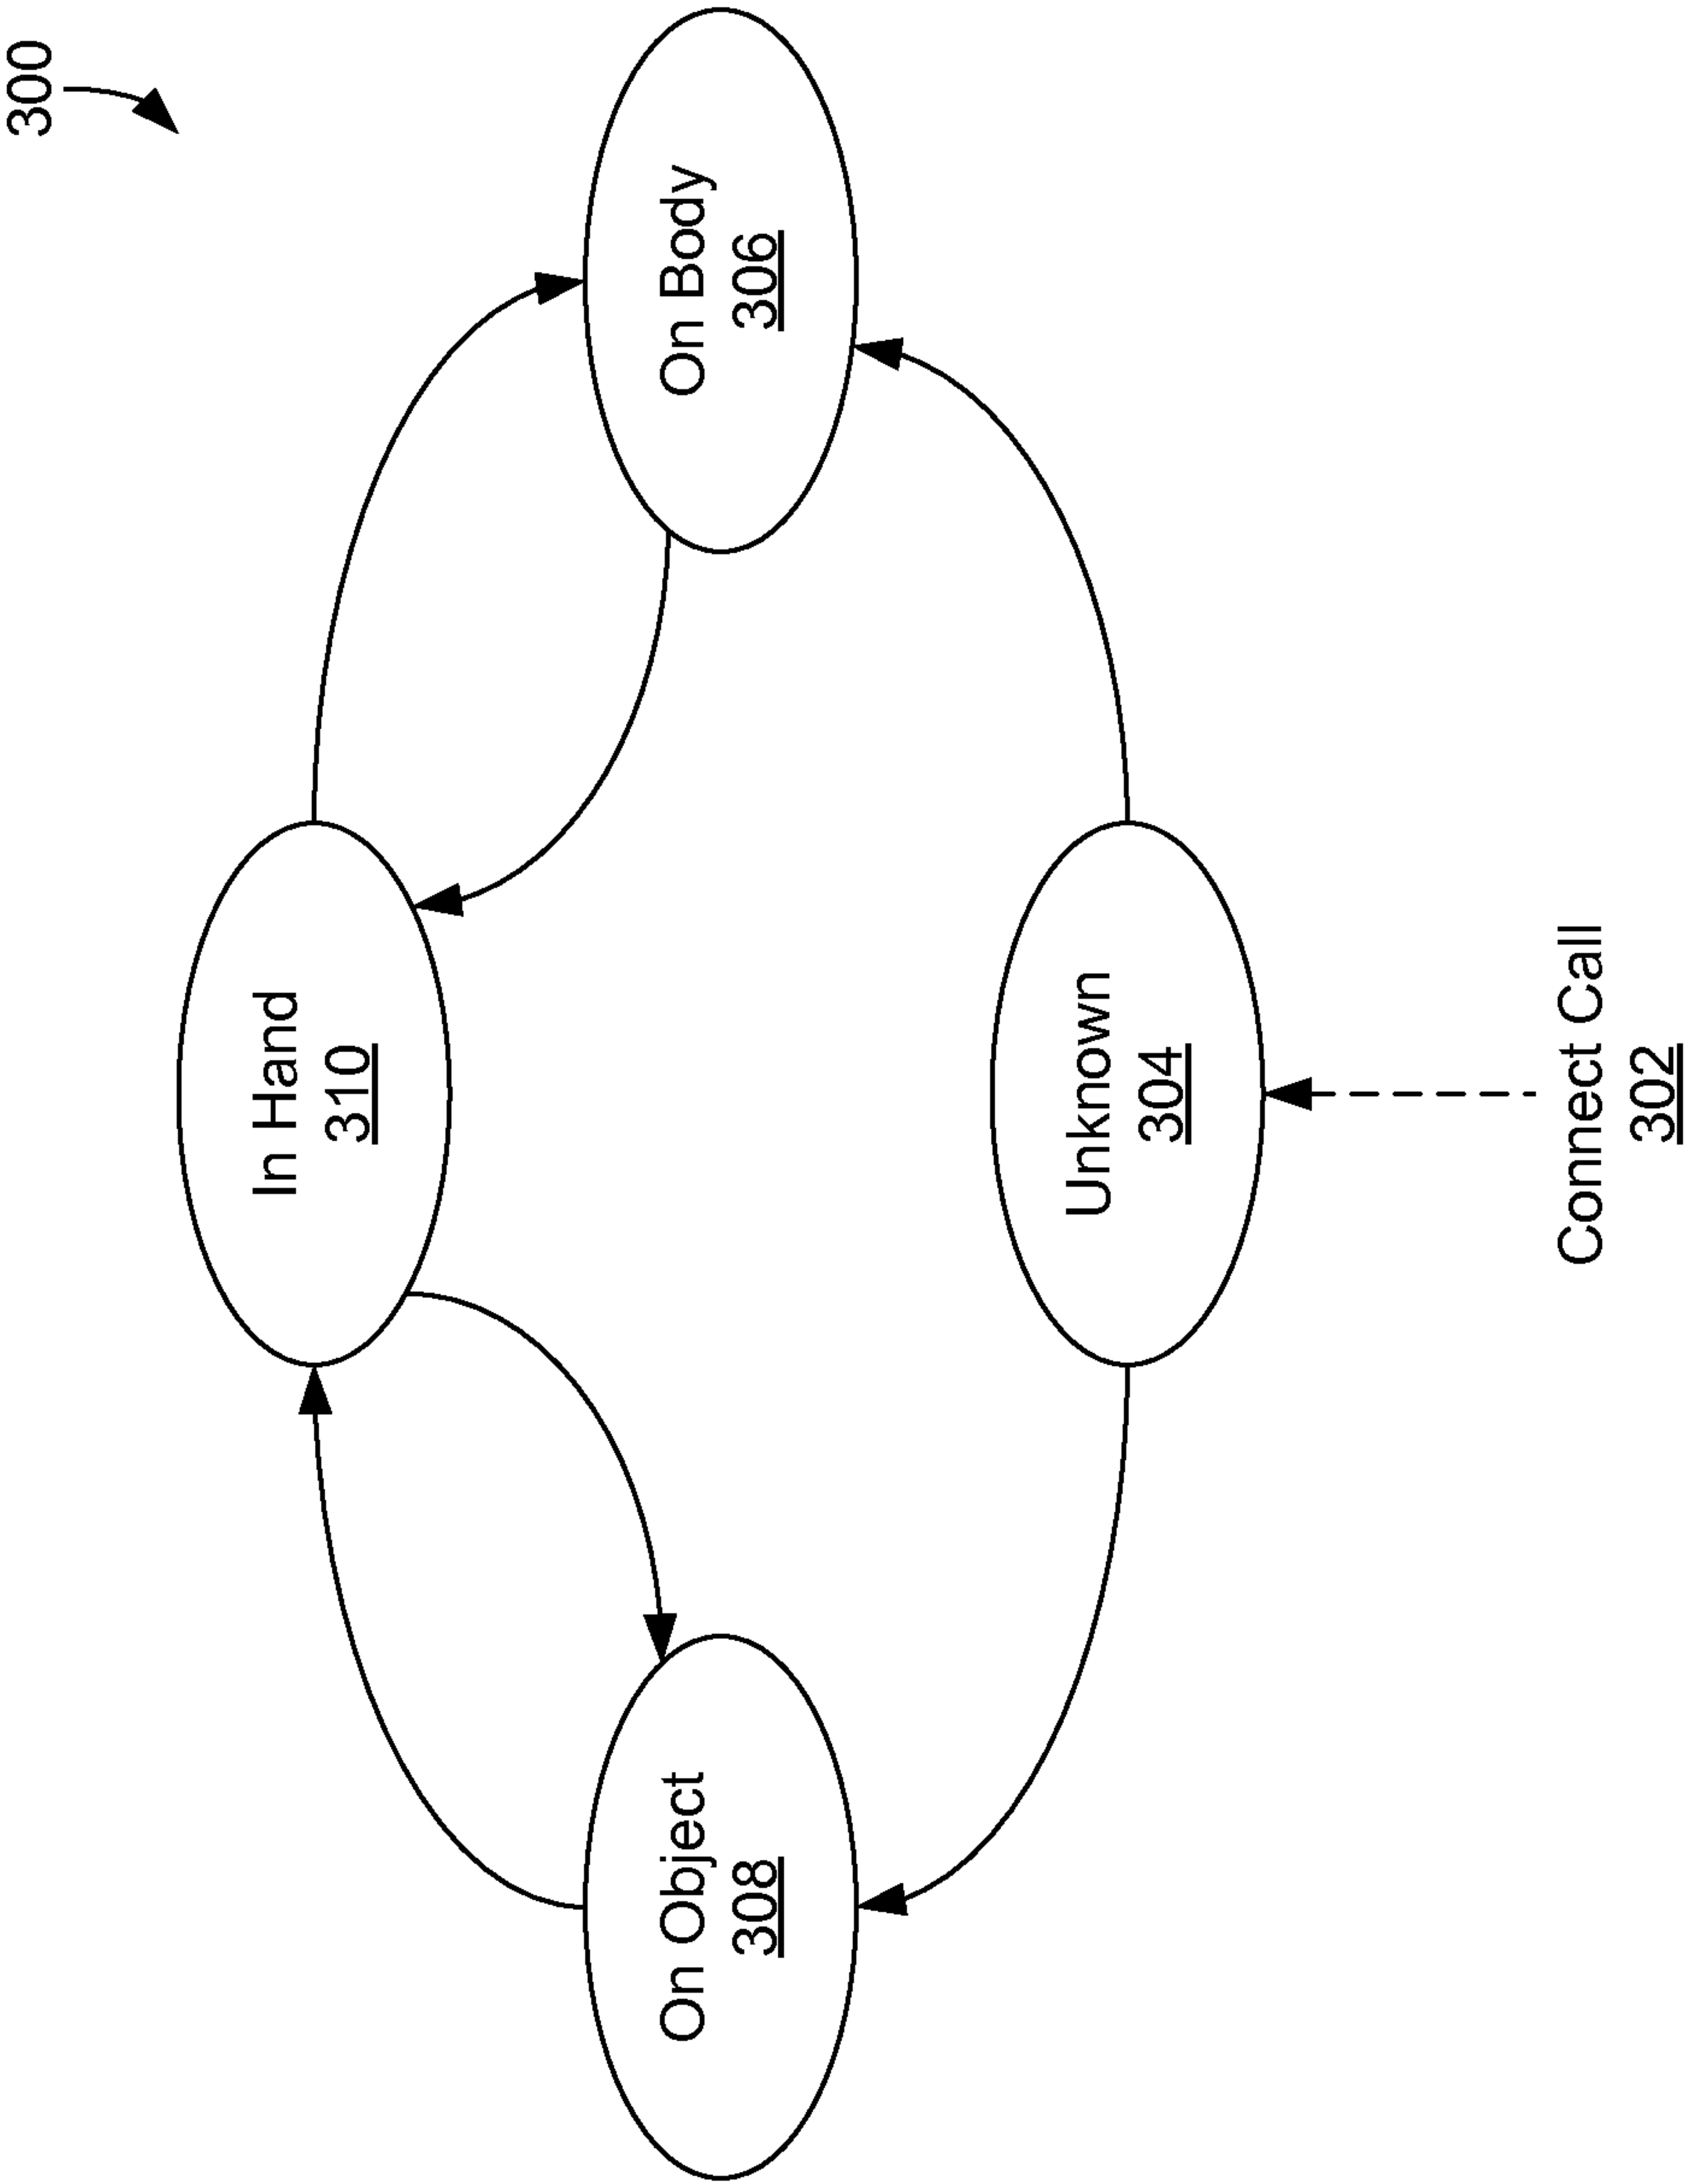 300
In Hand
310
On Object
308
On Body
306
Unknown
304
Connect Call
302